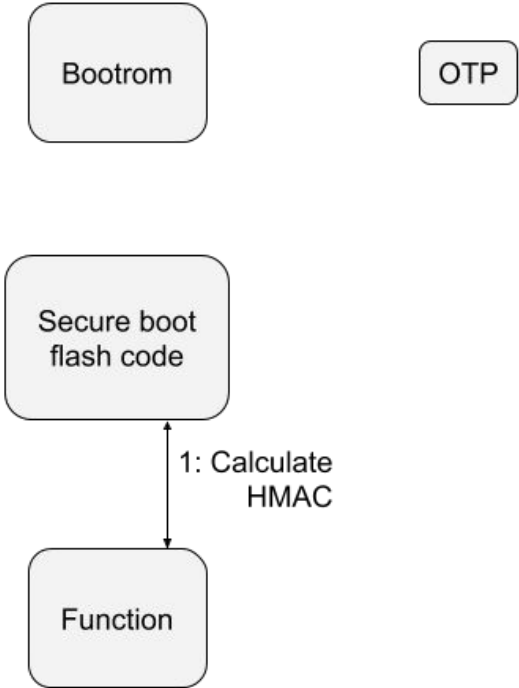 Bootrom
OTP
Secure boot
flash code
1: Calculate
HMAC
Function